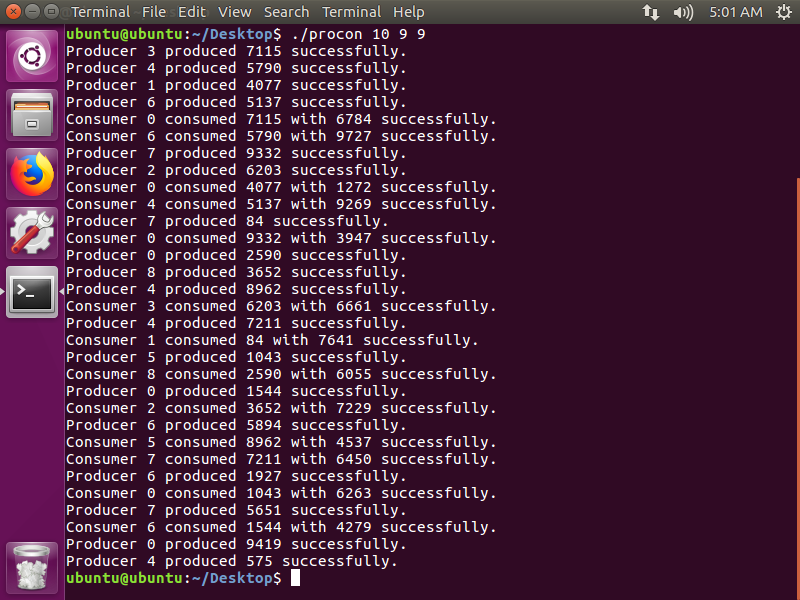 Terminal File Edit View Search Terminal Help 5:01 AM
ubuntu@ubuntu:~/Desktop$ ./procon 10 9 9
Producer 3 produced 7115 successfully.
Producer 4 produced 5790 successfully.
Producer 1 produced 4077 successfully.
Producer 6 produced 5137 successfully.
Consumer 0 consumed 7115 with 6784 successfully.
Consumer 6 consumed 5790 with 9727 successfully.
Producer 7 produced 9332 successfully.
Producer 2 produced 6203 successfully.
Consumer 0 consumed 4077 with 1272 successfully.
Consumer 4 consumed 5137 with 9269 successfully.
Producer 7 produced 84 successfully.
Consumer 0 consumed 9332 with 3947 successfully.
Producer 0 produced 2590 successfully.
Producer 8 produced 3652 successfully.
Producer 4 produced 8962 successfully.
Consumer 3 consumed 6203 with 6661 successfully.
Producer 4 produced 7211 successfully.
Consumer 1 consumed 84 with 7641 successfully.
Producer 5 produced 1043 successfully.
Consumer 8 consumed 2590 with 6055 successfully.
Producer 0 produced 1544 successfully.
Consumer 2 consumed 3652 with 7229 successfully.
Producer 6 produced 5894 successfully.
Consumer 5 consumed 8962 with 4537 successfully.
Consumer 7 consumed 7211 with 6450 successfully.
Producer 6 produced 1927 successfully.
Consumer 0 consumed 1043 with 6263 successfully.
Producer 7 produced 5651 successfully.
Consumer 6 consumed 1544 with 4279 successfully.
Producer 0 produced 9419 successfully.
Producer 4 produced 575 successfully.
ubuntu@ubuntu:~/Desktop$